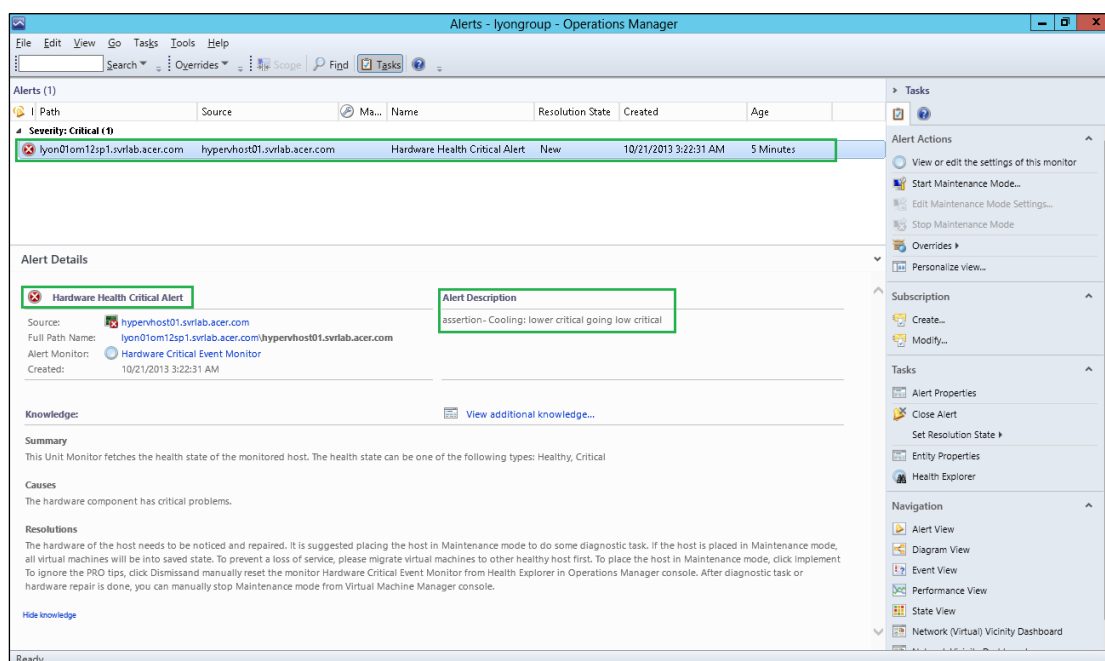 Alerts - lyongroup - Operations Manager
File Edit View Go Tasks Tools Help
Search Overrides Scope Find Tasks
Alerts (1)
Path Source Ma... Name Resolution State Created Age
Severity: Critical (1)
lyon01om12sp1.svrlab.acer.com hypervhost01.svrlab.acer.com Hardware Health Critical Alert New 10/21/2013 3:22:31 AM 5 Minutes
Alert Details
Hardware Health Critical Alert
Source: hypervhost01.svrlab.acer.com
Full Path Name: lyon01om12sp1.svrlab.acer.com\hypervhost01.svrlab.acer.com
Alert Monitor: Hardware Critical Event Monitor
Created: 10/21/2013 3:22:31 AM
Alert Description
assertion- Cooling: lower critical going low critical
Knowledge:
View additional knowledge...
Summary
This Unit Monitor fetches the health state of the monitored host. The health state can be one of the following types: Healthy, Critical
Causes
The hardware component has critical problems.
Resolutions
The hardware of the host needs to be noticed and repaired. It is suggested placing the host in Maintenance mode to do some diagnostic task. If the host is placed in Maintenance mode,
all virtual machines will be into saved state. To prevent a loss of service, please migrate virtual machines to other healthy host first. To place the host in Maintenance mode, click Implement
To ignore the PRO tips, click Dismissand manually reset the monitor Hardware Critical Event Monitor from Health Explorer in Operations Manager console. After diagnostic task or
hardware repair is done, you can manually stop Maintenance mode from Virtual Machine Manager console.
Hide knowledge
Tasks
Alert Actions
View or edit the settings of this monitor
Start Maintenance Mode...
Edit Maintenance Mode Settings...
Stop Maintenance Mode
Overrides
Personalize view...
Subscription
Create...
Modify...
Tasks
Alert Properties
Close Alert
Set Resolution State
Entity Properties
Health Explorer
Navigation
Alert View
Diagram View
Event View
Performance View
State View
Network (Virtual) Vicinity Dashboard
Ready